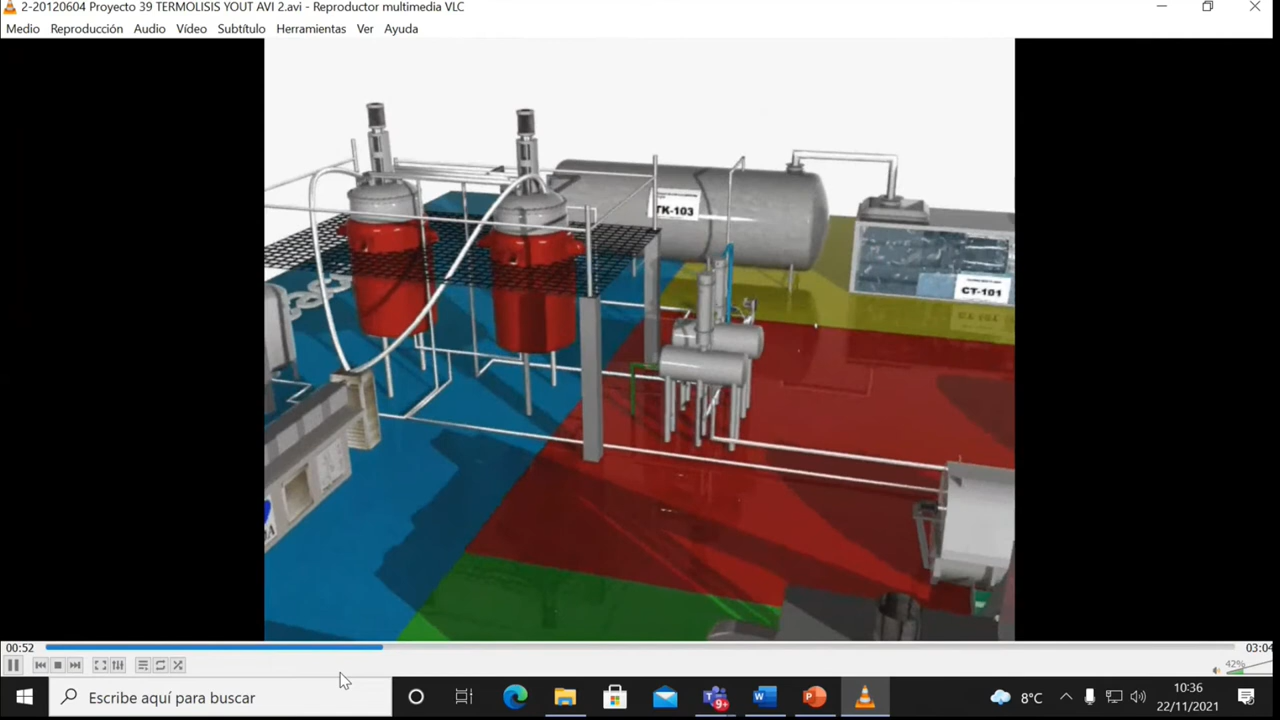 2-20120604 Proyecto 39 TERMOLISIS YOUT AVI 2.avi - Reproductor multimedia VLC
Medio Reproducción Audio Vídeo Subtítulo Herramientas Ver Ayuda
TK-103
CT-101
00:52
03:04
42%
Escribe aquí para buscar
9+
8°C
10:36
22/11/2021